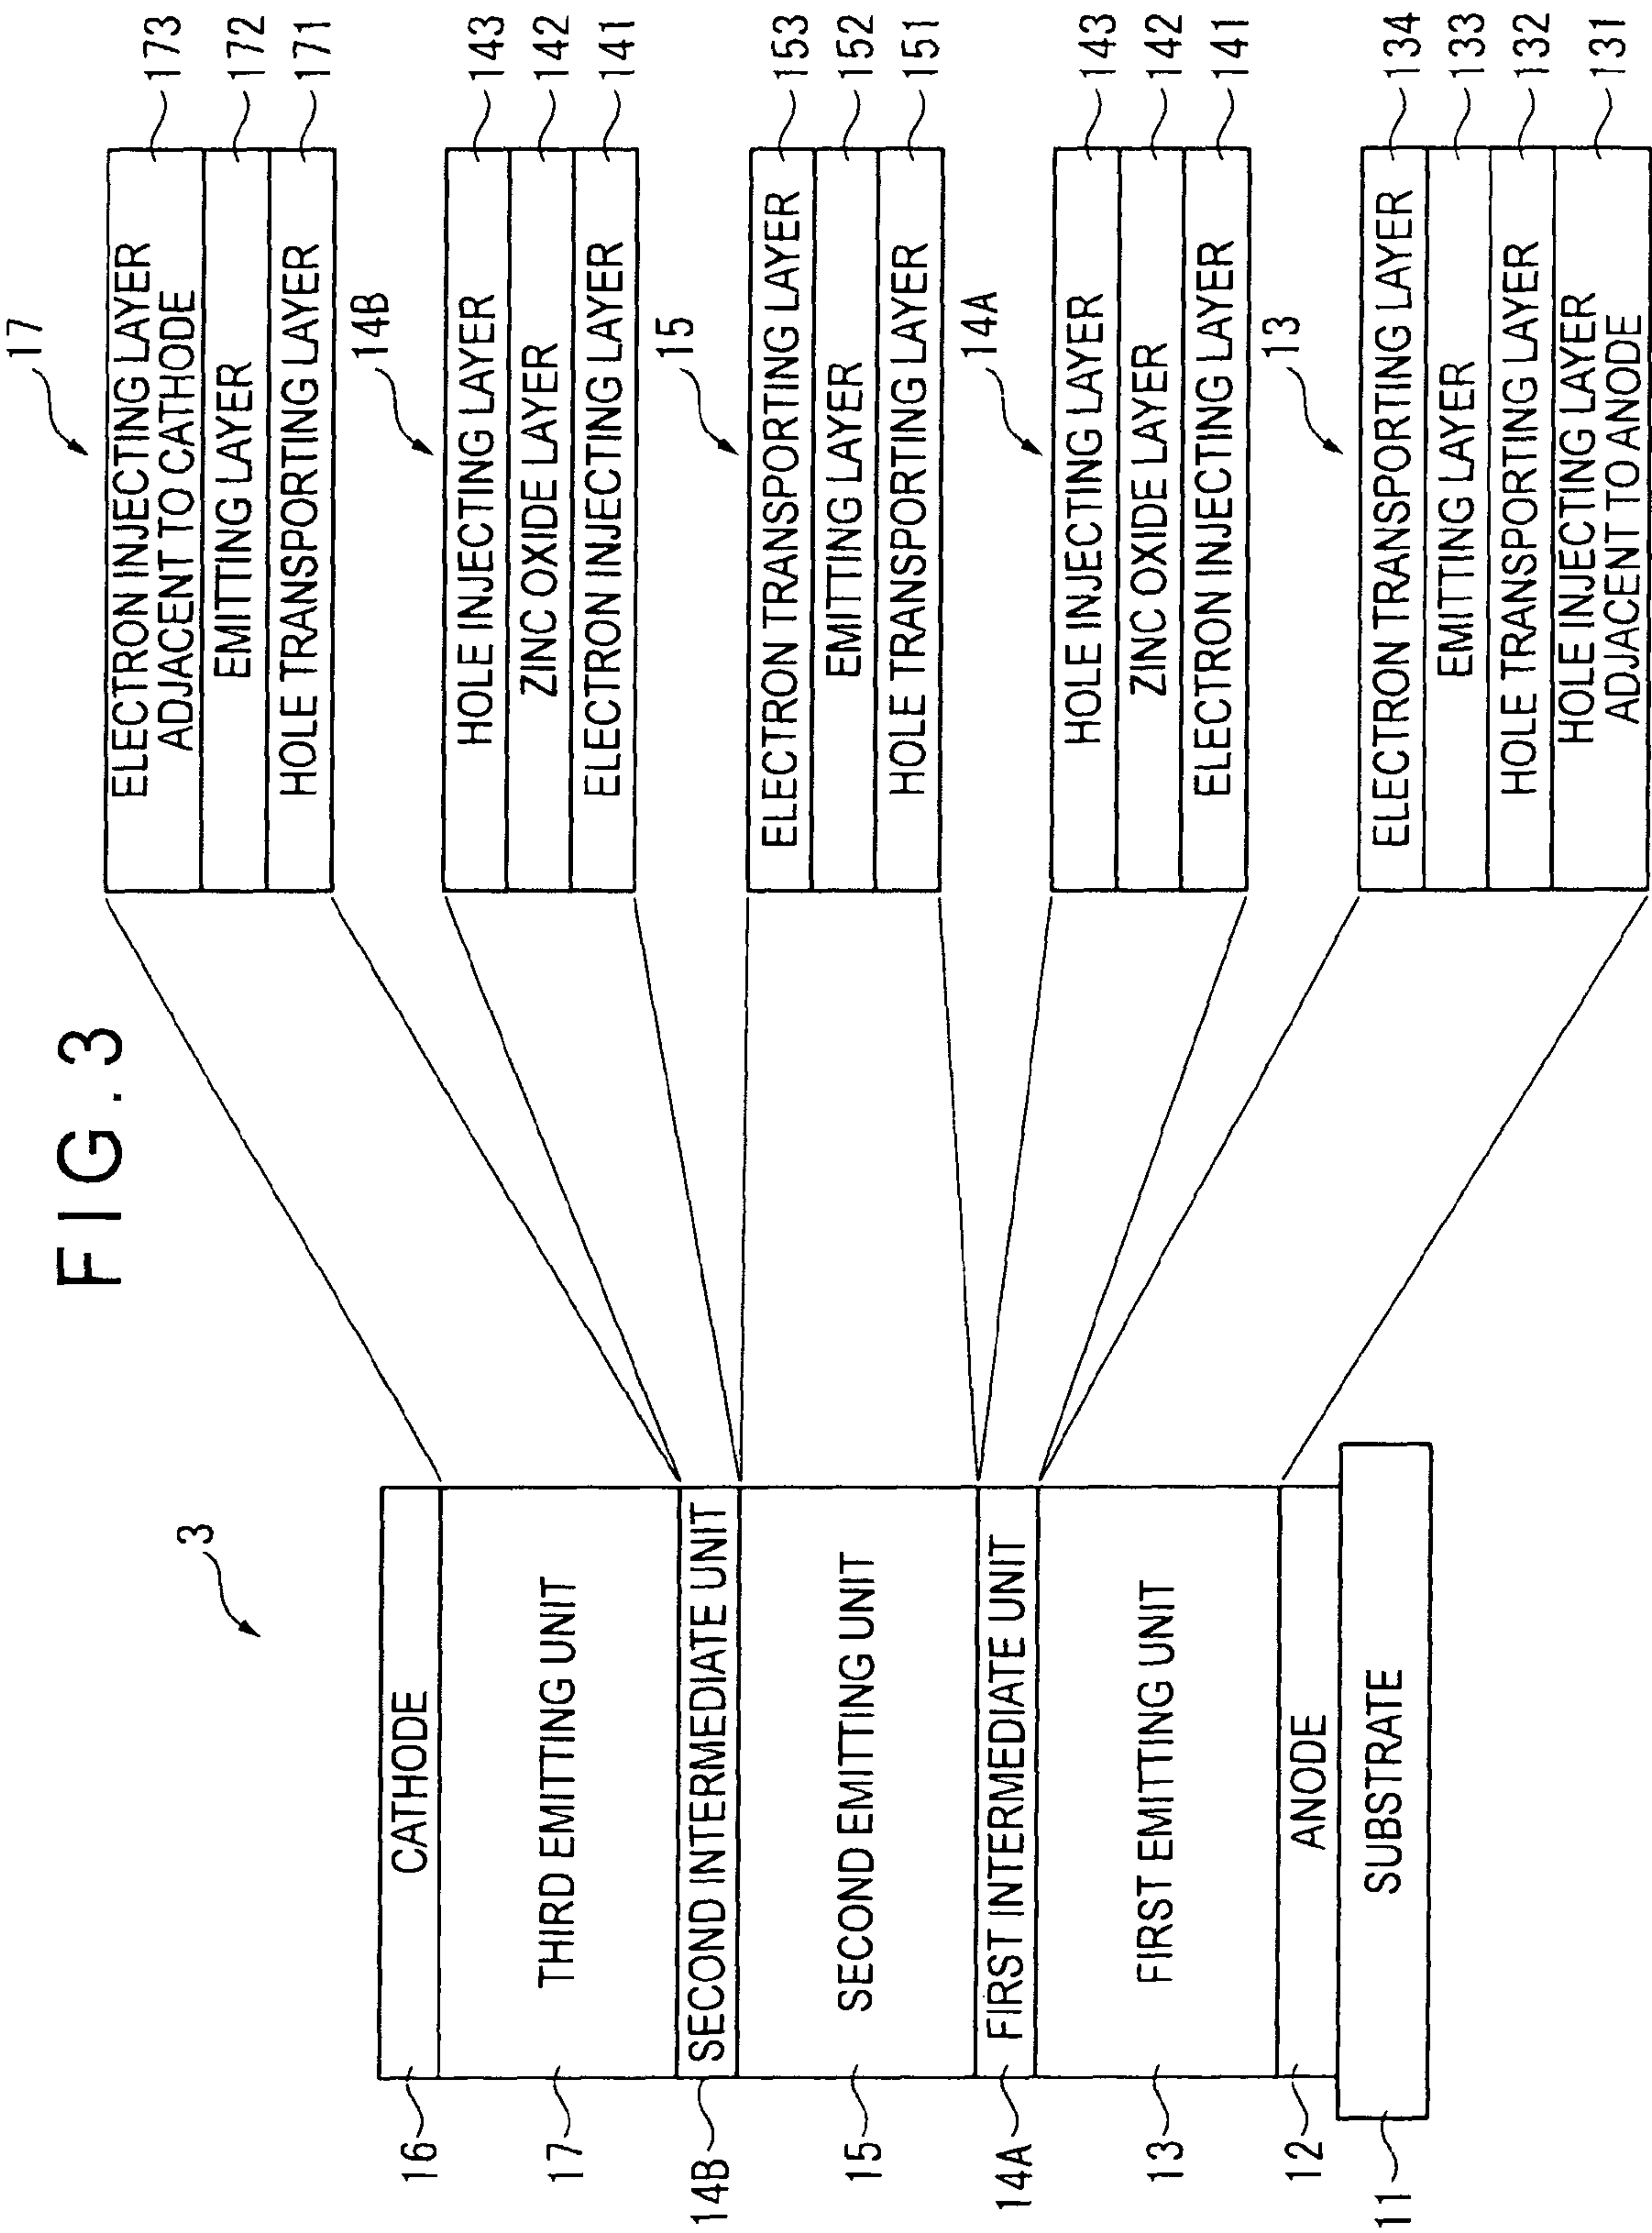 FIG.3
3
16
CATHODE
17
THIRD EMITTING UNIT
14B
SECOND INTERMEDIATE UNIT
15
SECOND EMITTING UNIT
14A
FIRST INTERMEDIATE UNIT
13
FIRST EMITTING UNIT
12
ANODE
11
SUBSTRATE
17
ELECTRON INJECTING LAYER
ADJACENT TO CATHODE
173
EMITTING LAYER
172
HOLE TRANSPORTING LAYER
171
14B
HOLE INJECTING LAYER
143
ZINC OXIDE LAYER
142
ELECTRON INJECTING LAYER
141
15
ELECTRON TRANSPORTING LAYER
153
EMITTING LAYER
152
HOLE TRANSPORTING LAYER
151
14A
HOLE INJECTING LAYER
143
ZINC OXIDE LAYER
142
ELECTRON INJECTING LAYER
141
13
ELECTRON TRANSPORTING LAYER
134
EMITTING LAYER
133
HOLE TRANSPORTING LAYER
132
HOLE INJECTING LAYER
ADJACENT TO ANODE
131